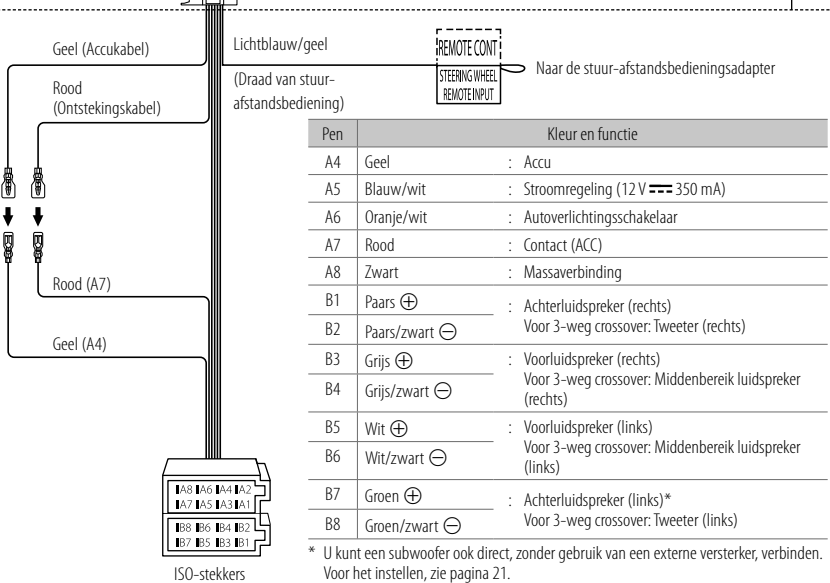 Geel (Accukabel)
Lichtblauw/geel
REMOTE CONT
STEERING WHEEL
REMOTE INPUT
Naar de stuur-afstandsbedieningsadapter
(Draad van stuur-
afstandsbediening)
Rood
(Ontstekingskabel)
Rood (A7)
Geel (A4)
Pen Kleur en functie
A4 Geel : Accu
A5 Blauw/wit : Stroomregeling (12 V ⎓ 350 mA)
A6 Oranje/wit : Autoverlichtingsschakelaar
A7 Rood : Contact (ACC)
A8 Zwart : Massaverbinding
B1 Paars ⊕ : Achterluidspreker (rechts)
B2 Paars/zwart ⊖ Voor 3-weg crossover: Tweeter (rechts)
B3 Grijs ⊕ : Voorluidspreker (rechts)
Voor 3-weg crossover: Middenbereik luidspreker
B4 Grijs/zwart ⊖ (rechts)
B5 Wit ⊕ : Voorluidspreker (links)
Voor 3-weg crossover: Middenbereik luidspreker
B6 Wit/zwart ⊖ (links)
B7 Groen ⊕ : Achterluidspreker (links)*
B8 Groen/zwart ⊖ Voor 3-weg crossover: Tweeter (links)
* U kunt een subwoofer ook direct, zonder gebruik van een externe versterker, verbinden.
Voor het instellen, zie pagina 21.
A8 A6 A4 A2
A7 A5 A3 A1
B8 B6 B4 B2
B7 B5 B3 B1
ISO-stekkers